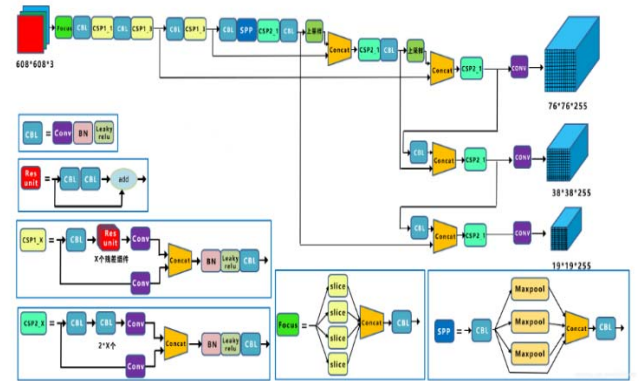 Focus CBL CSP1_1 CBL CSP1_X CBL CSP1_X CBL SPP CSP2_1 CBL 上采样 Concat CSP2_1 CBL 上采样 Concat CSP2_1 CONV
608*608*3
76*76*255
CBL Concat CSP2_1 CONV
38*38*255
CBL Concat CSP2_1 CONV
19*19*255
CBL = Conv BN Leaky relu
Res unit = CBL CBL add
CSP1_X = CBL Res unit Conv Concat BN Leaky relu CBL
X个残差组件
Conv
CSP2_X = CBL CBL Conv Concat BN Leaky relu CBL
2*X个
Conv
Focus = slice slice slice slice Concat CBL
SPP = CBL Maxpool Maxpool Maxpool Concat CBL